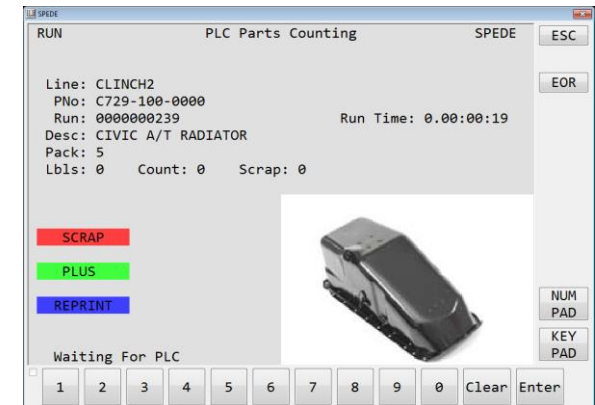 SPEDE
RUN PLC Parts Counting SPEDE ESC
EOR
Line: CLINCH2
PNo: C729-100-0000
Run: 0000000239 Run Time: 0.00:00:19
Desc: CIVIC A/T RADIATOR
Pack: 5
Lbls: 0 Count: 0 Scrap: 0
SCRAP
PLUS
REPRINT
NUM PAD
KEY PAD
Waiting For PLC
1 2 3 4 5 6 7 8 9 0 Clear Enter